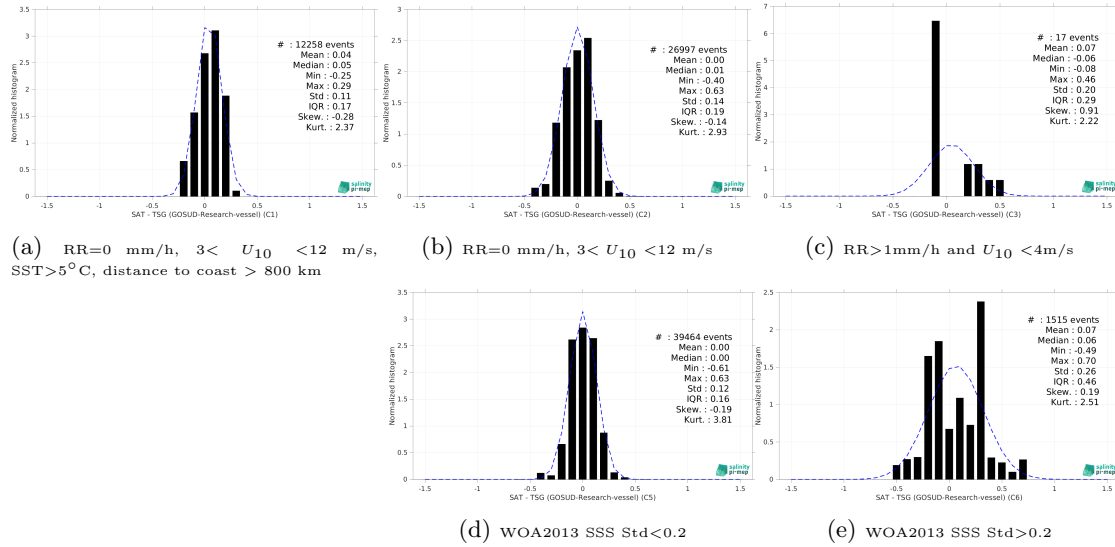 3.5
3
2.5
2
1.5
1
0.5
0
Normalized histogram
# : 12258 events
Mean : 0.04
Median : 0.05
Min : -0.25
Max : 0.29
Std : 0.11
IQR : 0.17
Skew. : -0.28
Kurt. : 2.37
salinity
pi-mep
-1.5 -1 -0.5 0 0.5 1 1.5
SAT - TSG (GOSUD-Research-vessel) (C1)
(a) RR=0 mm/h, 3< U10 <12 m/s,
SST>5°C, distance to coast > 800 km
3
2.5
2
1.5
1
0.5
0
Normalized histogram
# : 26997 events
Mean : 0.00
Median : 0.01
Min : -0.40
Max : 0.63
Std : 0.14
IQR : 0.19
Skew. : -0.14
Kurt. : 2.93
salinity
pi-mep
-1.5 -1 -0.5 0 0.5 1 1.5
SAT - TSG (GOSUD-Research-vessel) (C2)
(b) RR=0 mm/h, 3< U10 <12 m/s
7
6
5
4
3
2
1
0
Normalized histogram
# : 17 events
Mean : 0.07
Median : -0.06
Min : -0.08
Max : 0.46
Std : 0.20
IQR : 0.29
Skew. : 0.91
Kurt. : 2.22
salinity
pi-mep
-1.5 -1 -0.5 0 0.5 1 1.5
SAT - TSG (GOSUD-Research-vessel) (C3)
(c) RR>1mm/h and U10 <4m/s
3.5
3
2.5
2
1.5
1
0.5
0
Normalized histogram
# : 39464 events
Mean : 0.00
Median : 0.00
Min : -0.61
Max : 0.63
Std : 0.12
IQR : 0.16
Skew. : -0.19
Kurt. : 3.81
salinity
pi-mep
-1.5 -1 -0.5 0 0.5 1 1.5
SAT - TSG (GOSUD-Research-vessel) (C5)
(d) WOA2013 SSS Std<0.2
2.5
2
1.5
1
0.5
0
Normalized histogram
# : 1515 events
Mean : 0.07
Median : 0.06
Min : -0.49
Max : 0.70
Std : 0.26
IQR : 0.46
Skew. : 0.19
Kurt. : 2.51
salinity
pi-mep
-1.5 -1 -0.5 0 0.5 1 1.5
SAT - TSG (GOSUD-Research-vessel) (C6)
(e) WOA2013 SSS Std>0.2